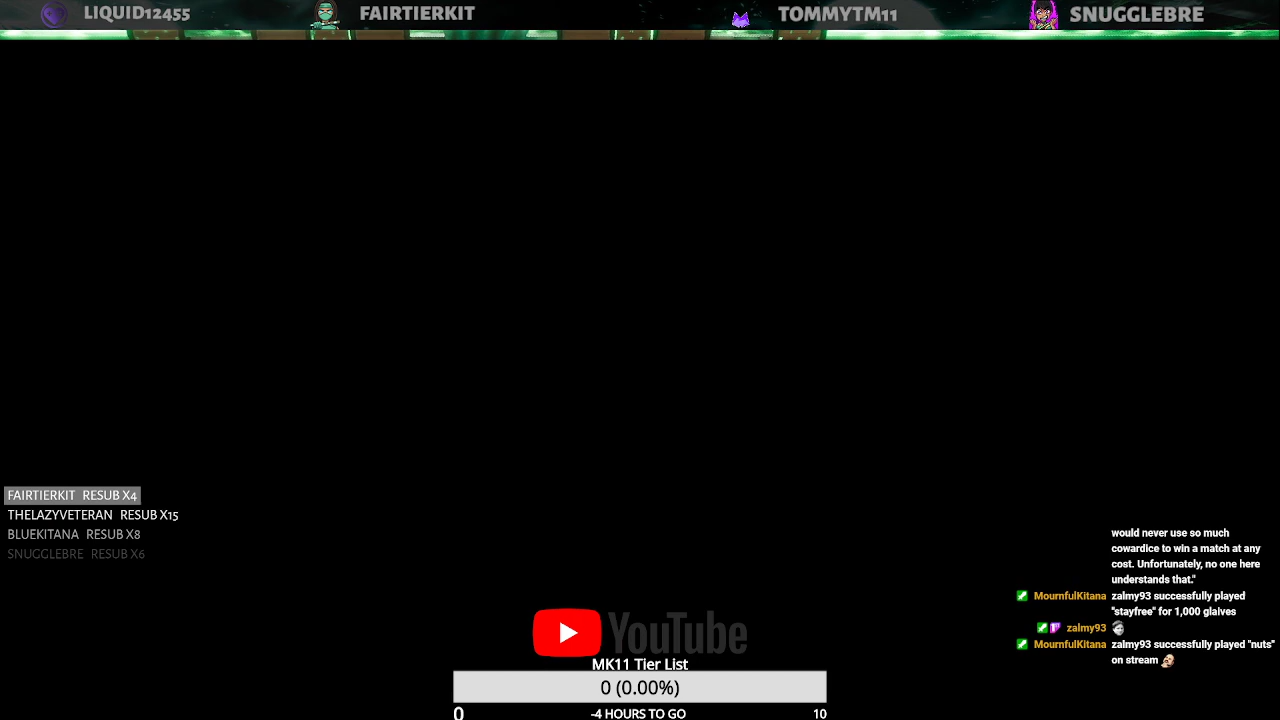 LIQUID12455 FAIRTIERKIT TOMMYTM11 SNUGGLEBRE
FAIRTIERKIT RESUB X4
THELAZYVETERAN RESUB X15
BLUEKITANA RESUB X8
SNUGGLEBRE RESUB X6
would never use so much
cowardice to win a match at any
cost. Unfortunately, no one here
understands that."
MournfulKitana zalmy93 successfully played
"stayfree" for 1,000 glaives
zalmy93
MournfulKitana zalmy93 successfully played "nuts"
on stream
YouTube
MK11 Tier List
0 (0.00%)
0 -4 HOURS TO GO 10